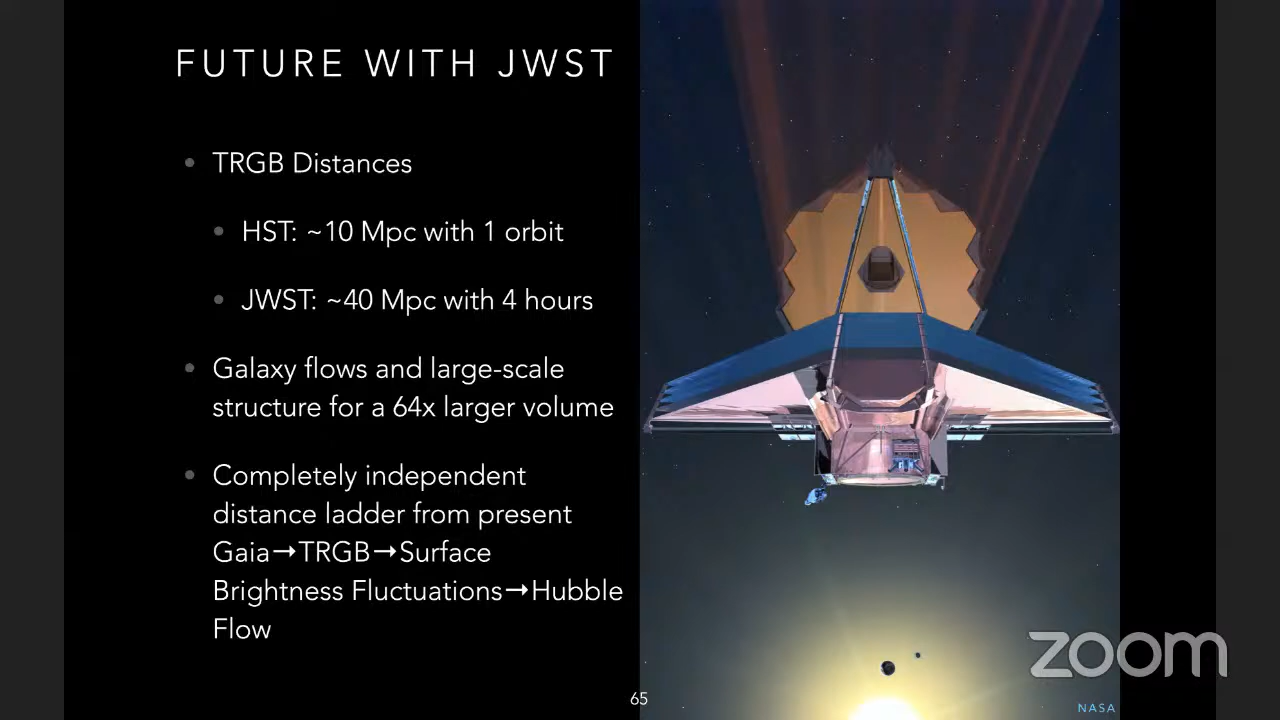 FUTURE WITH JWST
• TRGB Distances
• HST: ~10 Mpc with 1 orbit
• JWST: ~40 Mpc with 4 hours
• Galaxy flows and large-scale
structure for a 64x larger volume
• Completely independent
distance ladder from present
Gaia→TRGB→Surface
Brightness Fluctuations→Hubble
Flow
65
zoom
NASA